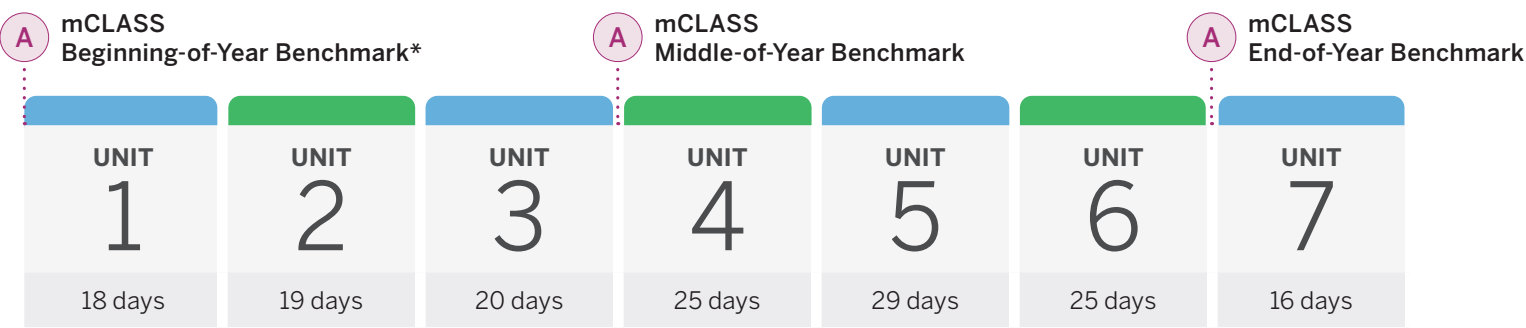 A
mCLASS
Beginning-of-Year Benchmark*
A
mCLASS
Middle-of-Year Benchmark
A
mCLASS
End-of-Year Benchmark
UNIT
1
18 days
UNIT
2
19 days
UNIT
3
20 days
UNIT
4
25 days
UNIT
5
29 days
UNIT
6
25 days
UNIT
7
16 days